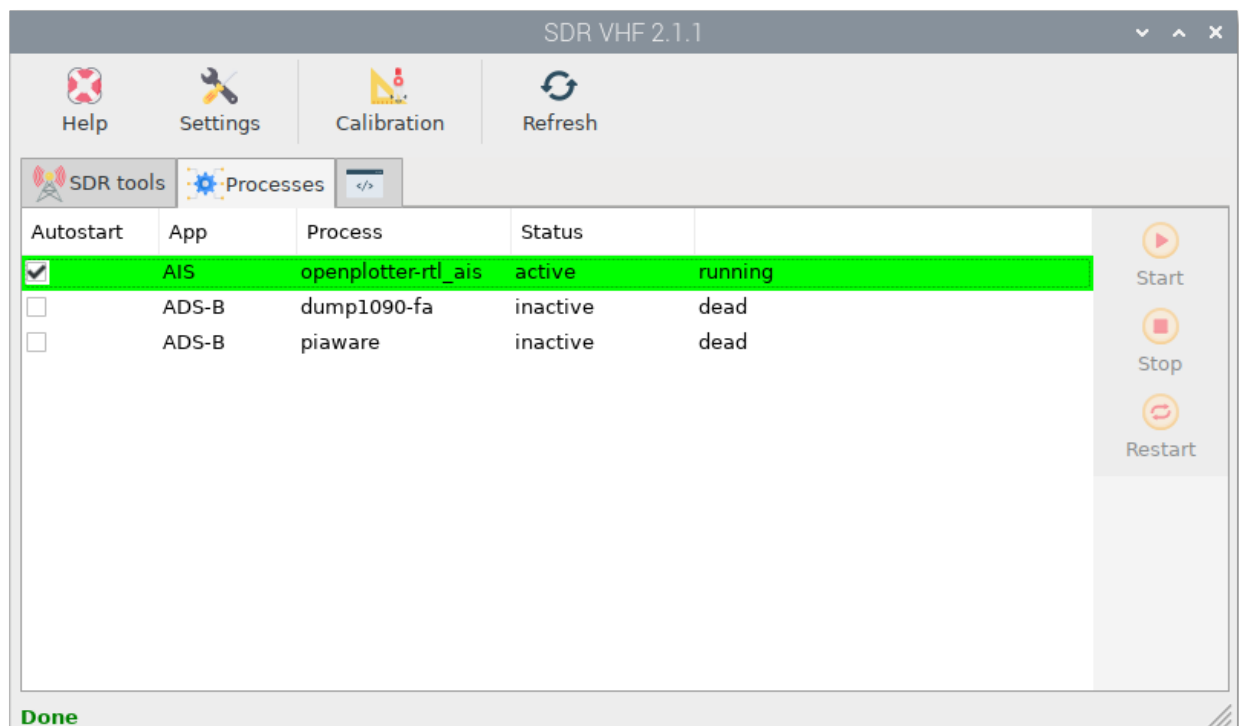 SDR VHF 2.1.1
Help Settings Calibration Refresh
SDR tools Processes </>
Autostart App Process Status
AIS openplotter-rtl_ais active running
ADS-B dump1090-fa inactive dead
ADS-B piaware inactive dead
Start
Stop
Restart
Done